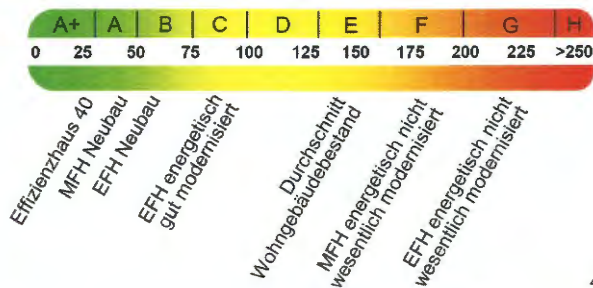 A+ A B C D E F G H
0 25 50 75 100 125 150 175 200 225 >250
Effizienzhaus 40
MFH Neubau
EFH Neubau
EFH energetisch
gut modernisiert
Durchschnitt
Wohngebäudebestand
MFH energetisch nicht
wesentlich modernisiert
EFH energetisch nicht
wesentlich modernisiert